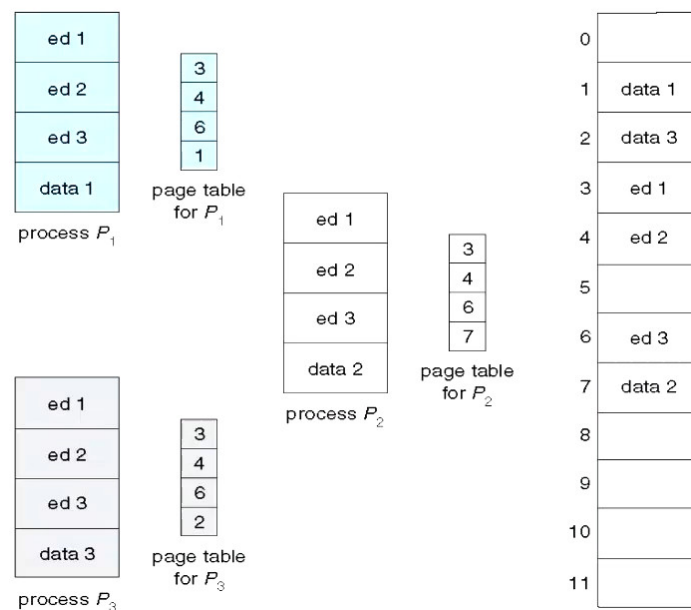 ed 1
ed 2
ed 3
data 1
process P₁
3
4
6
1
page table
for P₁
ed 1
ed 2
ed 3
data 2
process P₂
3
4
6
7
page table
for P₂
ed 1
ed 2
ed 3
data 3
process P₃
3
4
6
2
page table
for P₃
0
1 data 1
2 data 3
3 ed 1
4 ed 2
5
6 ed 3
7 data 2
8
9
10
11